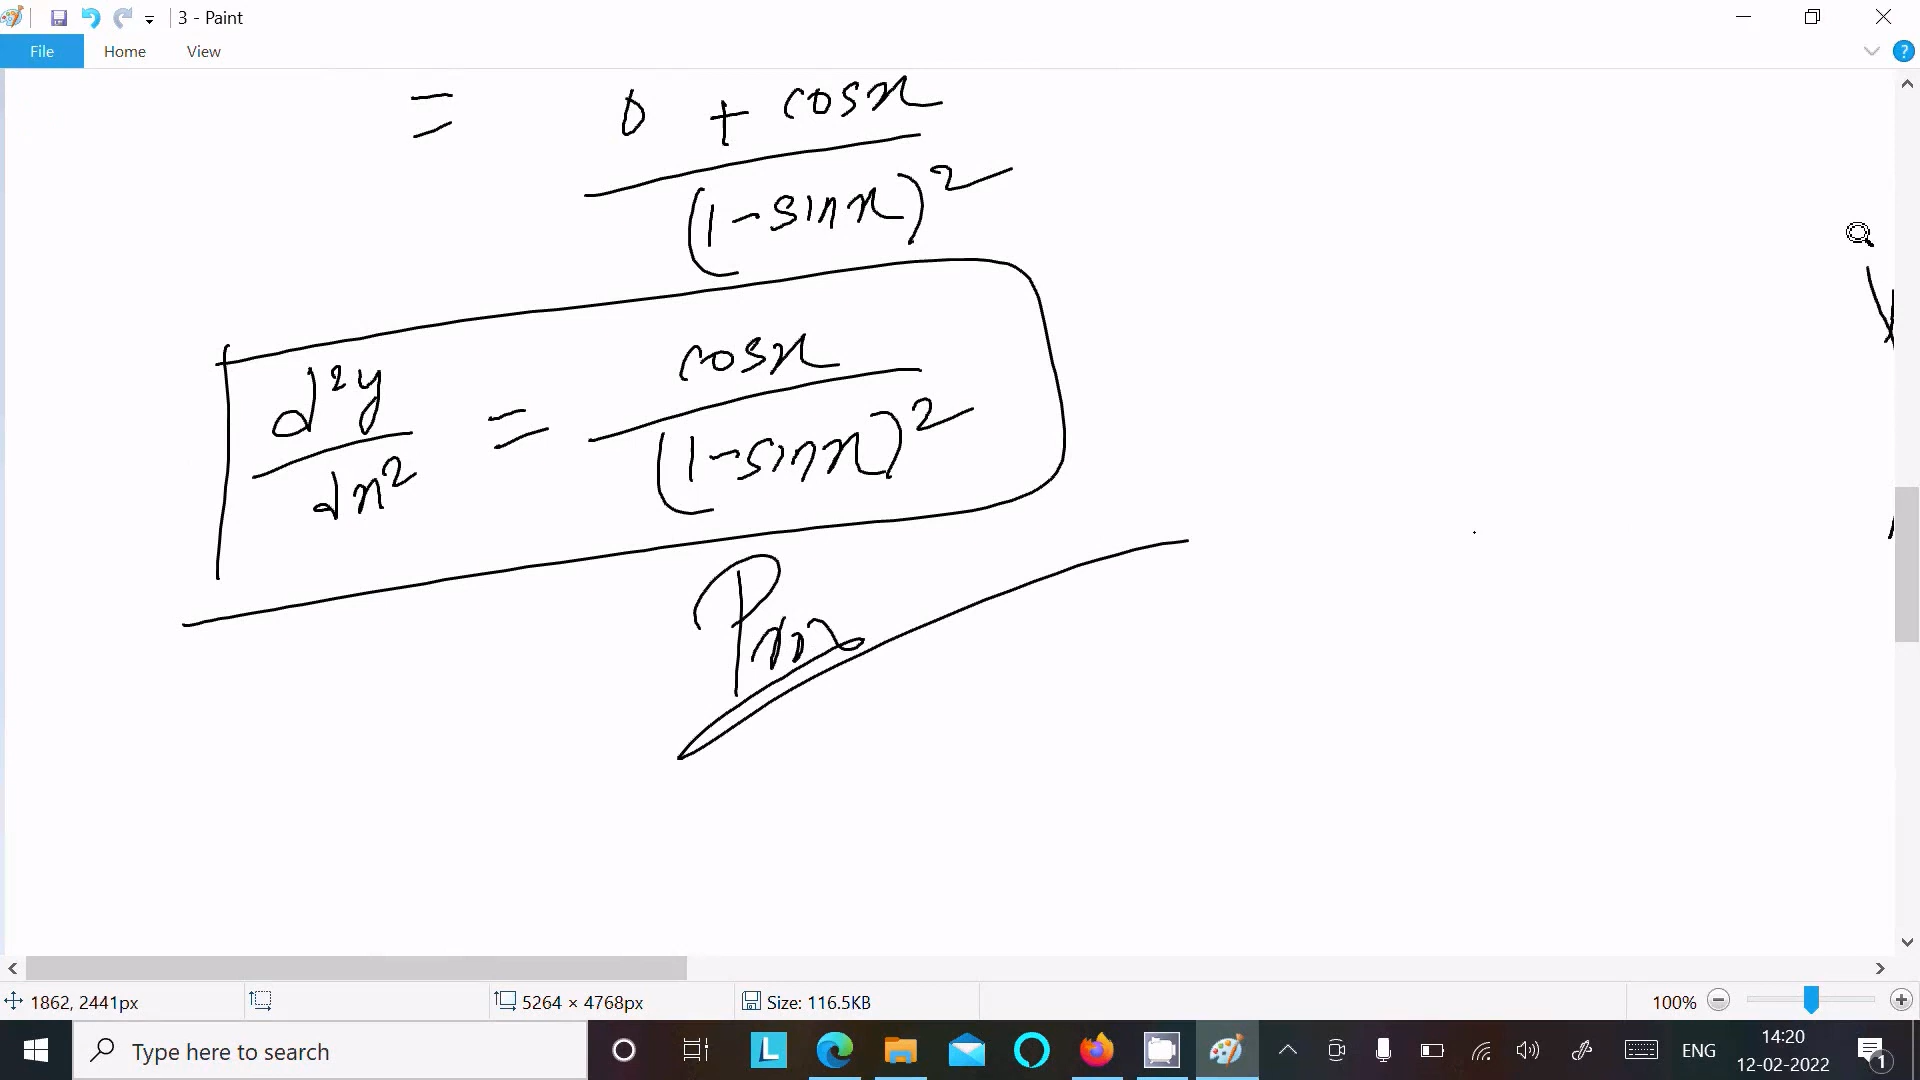 3 - Paint
File Home View
= 0 + cosx
(1-sinx)²
d²y = cosx
dx² (1-sinx)²
1862, 2441px 5264 × 4768px Size: 116.5KB 100%
Type here to search L ENG 14:20
12-02-2022 1